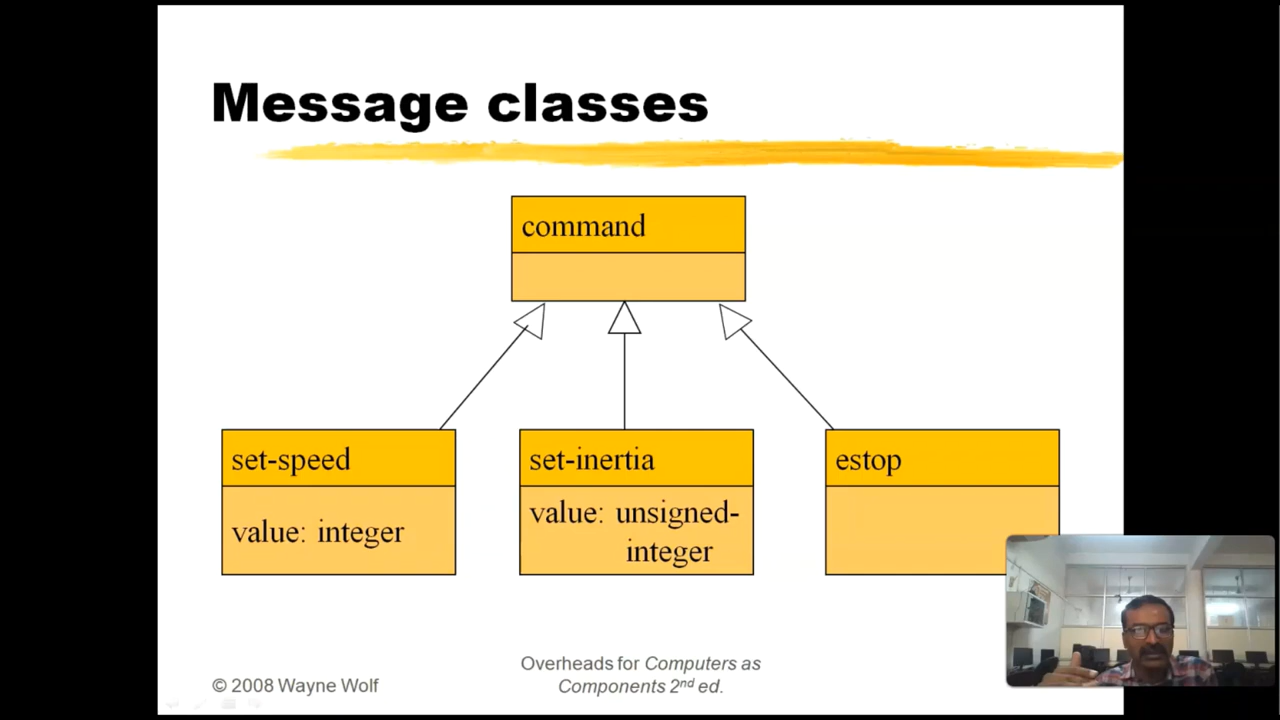 Message classes
command
set-speed
value: integer
set-inertia
value: unsigned-
integer
estop
© 2008 Wayne Wolf
Overheads for Computers as
Components 2nd ed.